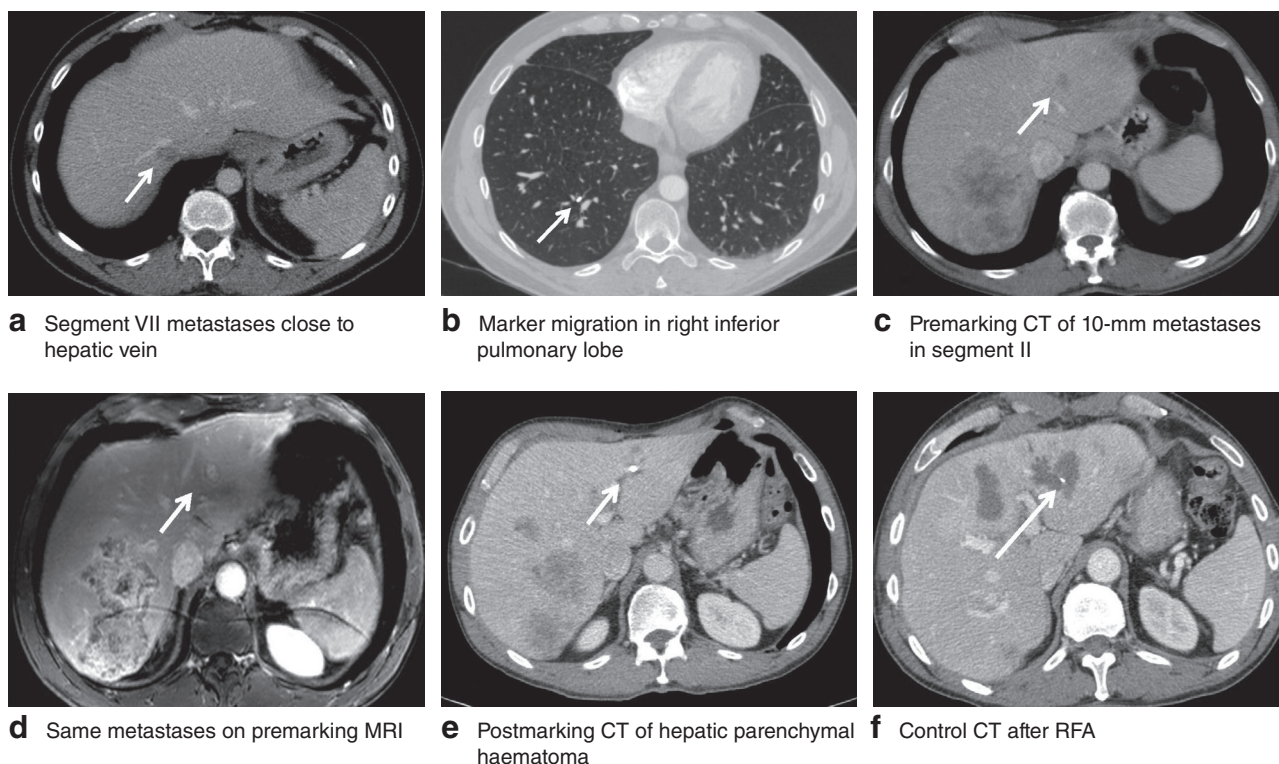 a Segment VII metastases close to
hepatic vein
b Marker migration in right inferior
pulmonary lobe
c Premarking CT of 10-mm metastases
in segment II
d Same metastases on premarking MRI
e Postmarking CT of hepatic parenchymal
haematoma
f Control CT after RFA